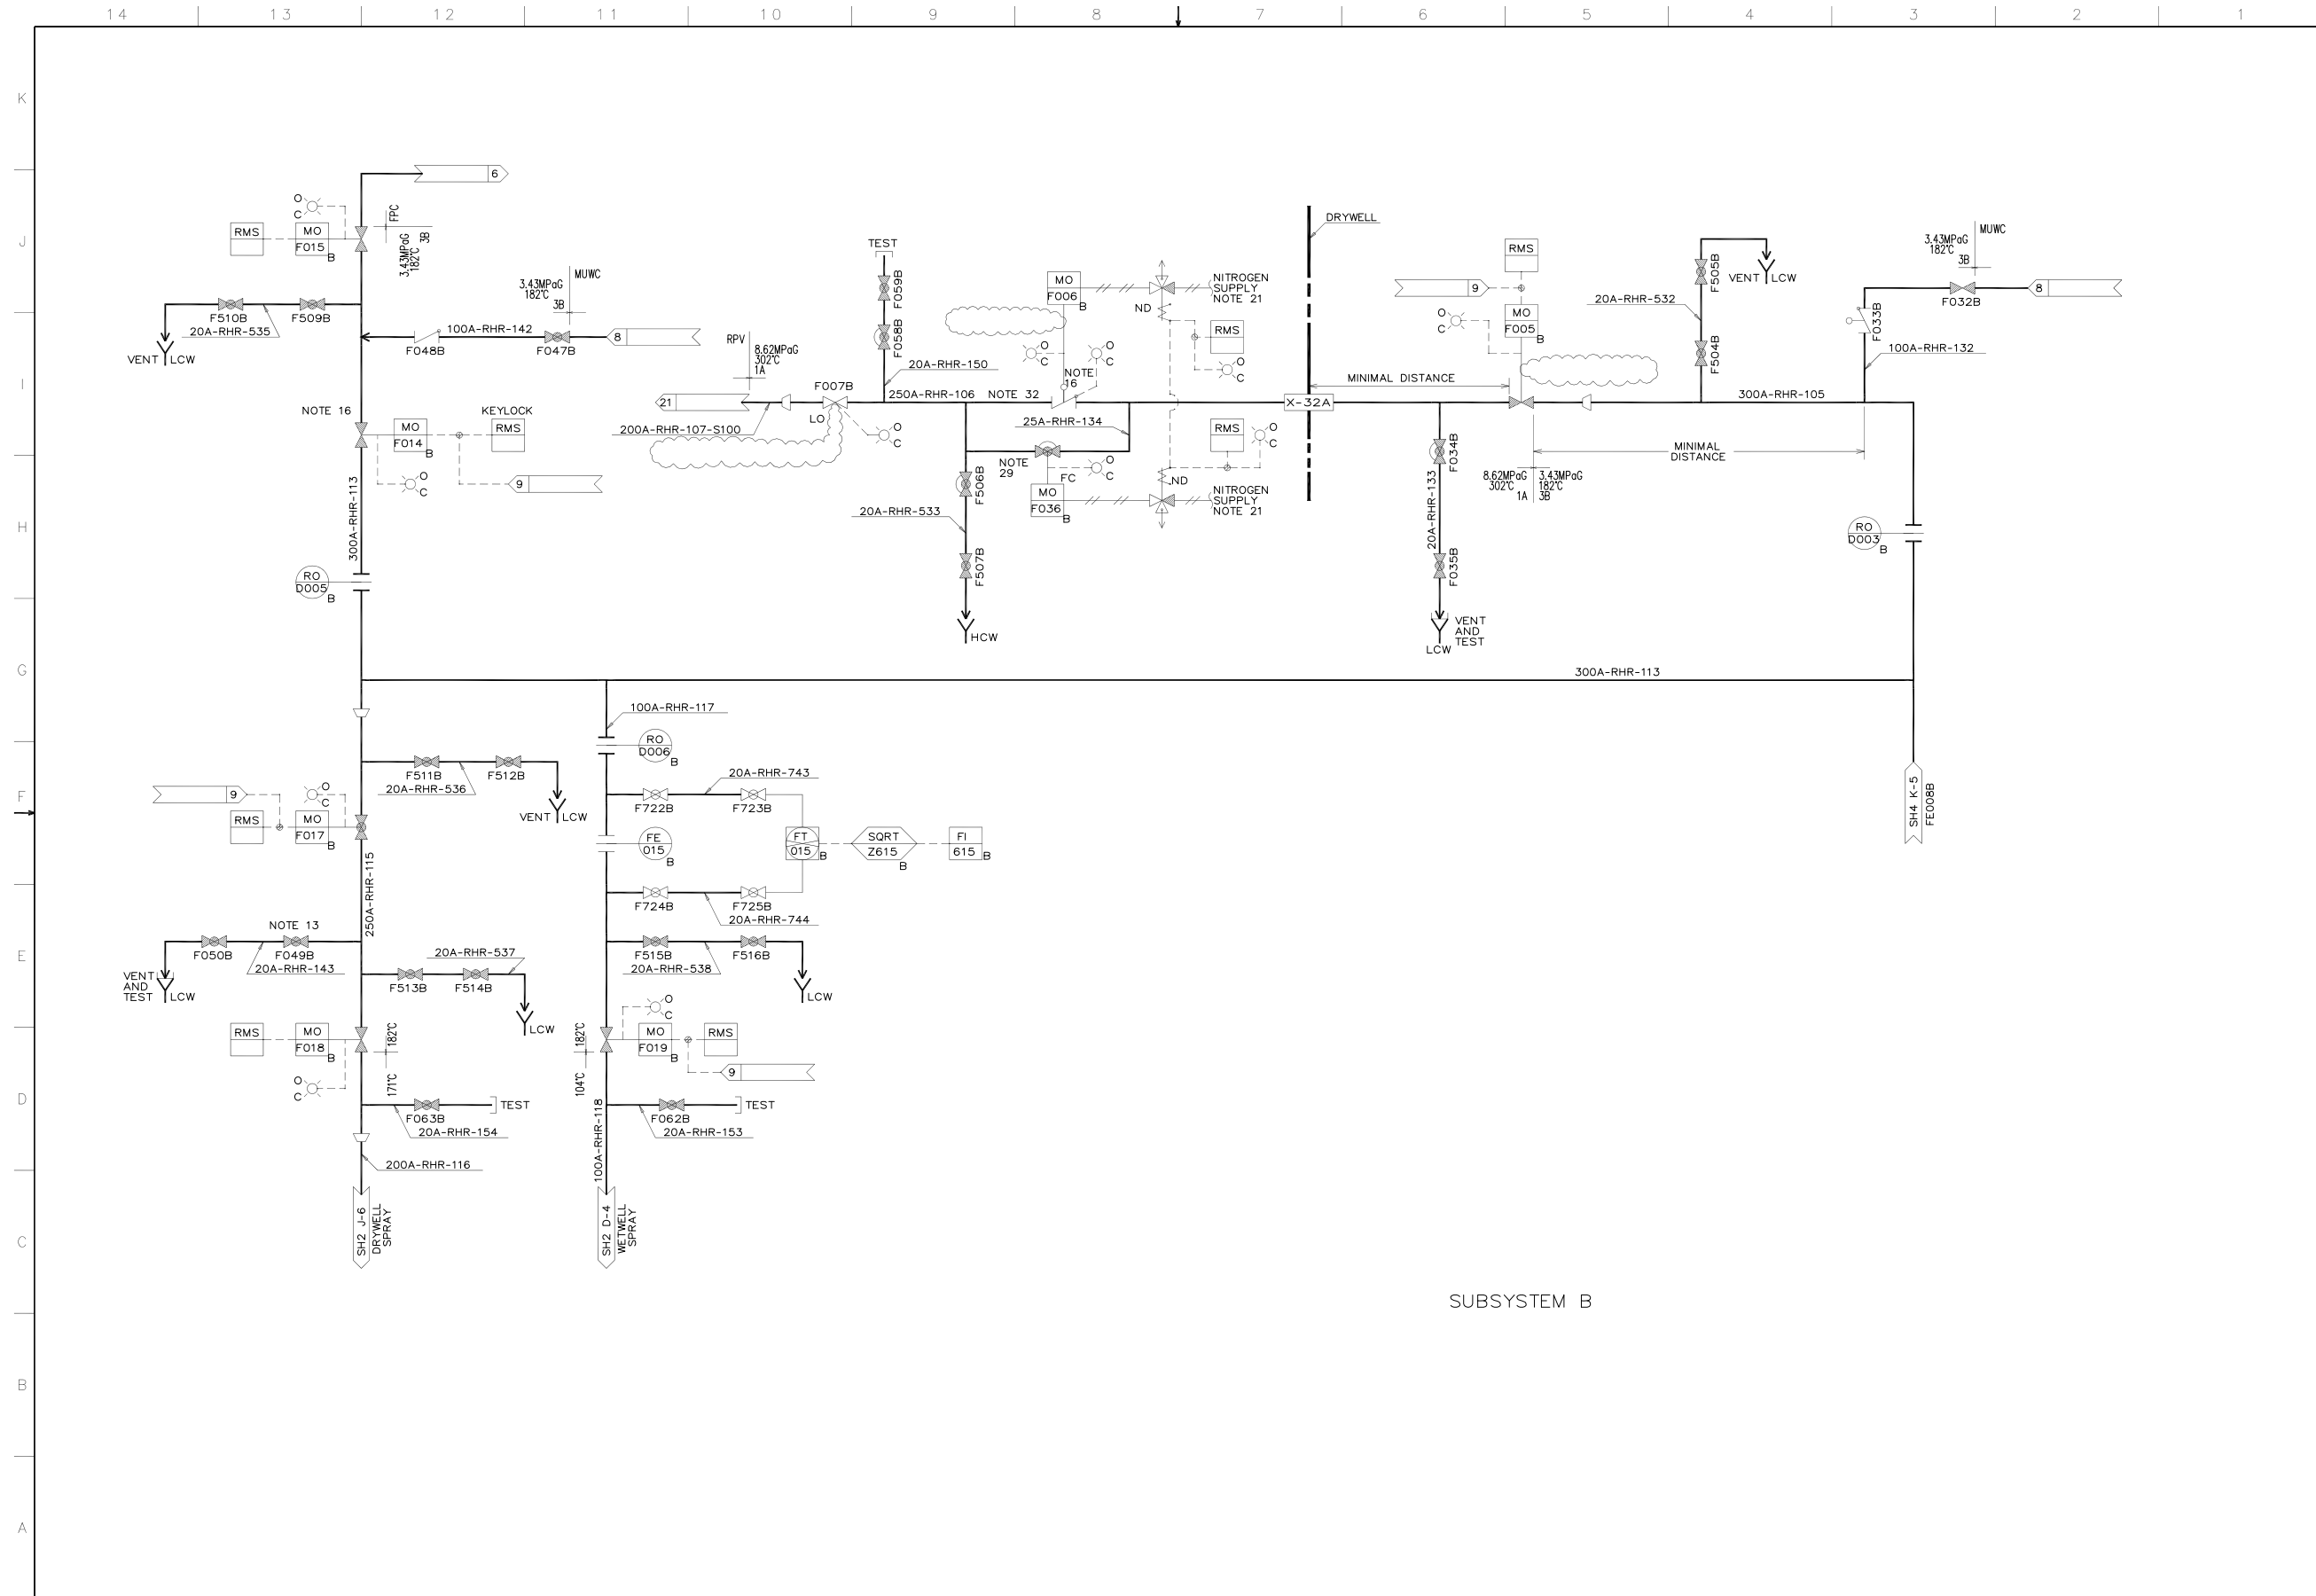 14 13 12 11 10 9 8 7 6 5 4 3 2 1
K
J
I
H
G
F
E
D
C
B
A
6
O
C
RMS
MO
F015
B
FPC
3.43MPaG
182℃
3B
F510B
F509B
20A-RHR-535
VENT
LCW
F048B
100A-RHR-142
F047B
8
3.43MPaG
182℃
3B
MUWC
NOTE 16
MO
F014
B
KEYLOCK
RMS
O
C
9
300A-RHR-113
RO
D005
B
RPV
8.62MPaG
302℃
1A
21
200A-RHR-107-S100
F007B
LO
O
C
TEST
F059B
F058B
20A-RHR-150
250A-RHR-106
NOTE 32
MO
F006
B
O
C
O
C
NOTE
16
ND
NITROGEN
SUPPLY
NOTE 21
RMS
O
C
25A-RHR-134
NOTE
29
FC
MO
F036
B
O
C
RMS
O
C
ND
NITROGEN
SUPPLY
NOTE 21
F506B
20A-RHR-533
F507B
HCW
DRYWELL
X-32A
MINIMAL DISTANCE
RMS
9
MO
F005
B
O
C
20A-RHR-532
F505B
F504B
VENT
LCW
3.43MPaG
182℃
3B
MUWC
F032B
8
F033B
100A-RHR-132
300A-RHR-105
MINIMAL
DISTANCE
8.62MPaG
302℃
1A
3.43MPaG
182℃
3B
F034B
20A-RHR-133
F035B
VENT
AND
TEST
LCW
RO
D003
B
300A-RHR-113
SH4 K-5
FE008B
100A-RHR-117
RO
D006
B
F511B
F512B
20A-RHR-536
VENT
LCW
9
O
C
RMS
MO
F017
B
250A-RHR-115
20A-RHR-743
F722B
F723B
FE
015
B
FT
015
B
SQRT
Z615
B
FI
615
B
F724B
F725B
20A-RHR-744
NOTE 13
F050B
F049B
20A-RHR-143
VENT
AND
TEST
LCW
20A-RHR-537
F513B
F514B
LCW
F515B
F516B
20A-RHR-538
LCW
RMS
MO
F018
B
O
C
182℃
171℃
O
C
MO
F019
B
RMS
9
182℃
104℃
F063B
TEST
20A-RHR-154
200A-RHR-116
F062B
TEST
20A-RHR-153
100A-RHR-118
SH2 J-6
DRYWELL
SPRAY
SH2 D-4
WETWELL
SPRAY
SUBSYSTEM B